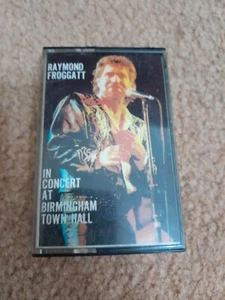 RAYMOND
FROGGATT
IN
CONCERT
AT
BIRMINGHAM
TOWN HALL